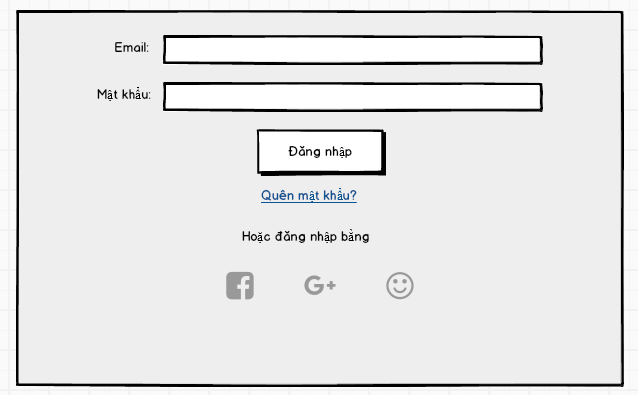 Email:
Mật khẩu:
Đăng nhập
Quên mật khẩu?
Hoặc đăng nhập bằng
f G+